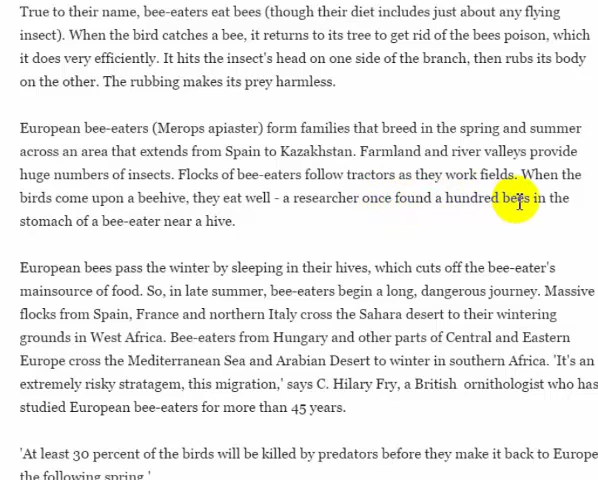 True to their name, bee-eaters eat bees (though their diet includes just about any flying
insect). When the bird catches a bee, it returns to its tree to get rid of the bees poison, which
it does very efficiently. It hits the insect's head on one side of the branch, then rubs its body
on the other. The rubbing makes its prey harmless.
European bee-eaters (Merops apiaster) form families that breed in the spring and summer
across an area that extends from Spain to Kazakhstan. Farmland and river valleys provide
huge numbers of insects. Flocks of bee-eaters follow tractors as they work fields. When the
birds come upon a beehive, they eat well - a researcher once found a hundred bees in the
stomach of a bee-eater near a hive.
European bees pass the winter by sleeping in their hives, which cuts off the bee-eater's
mainsource of food. So, in late summer, bee-eaters begin a long, dangerous journey. Massive
flocks from Spain, France and northern Italy cross the Sahara desert to their wintering
grounds in West Africa. Bee-eaters from Hungary and other parts of Central and Eastern
Europe cross the Mediterranean Sea and Arabian Desert to winter in southern Africa. 'It's an
extremely risky stratagem, this migration,' says C. Hilary Fry, a British ornithologist who has
studied European bee-eaters for more than 45 years.
'At least 30 percent of the birds will be killed by predators before they make it back to Europe
the following spring.'